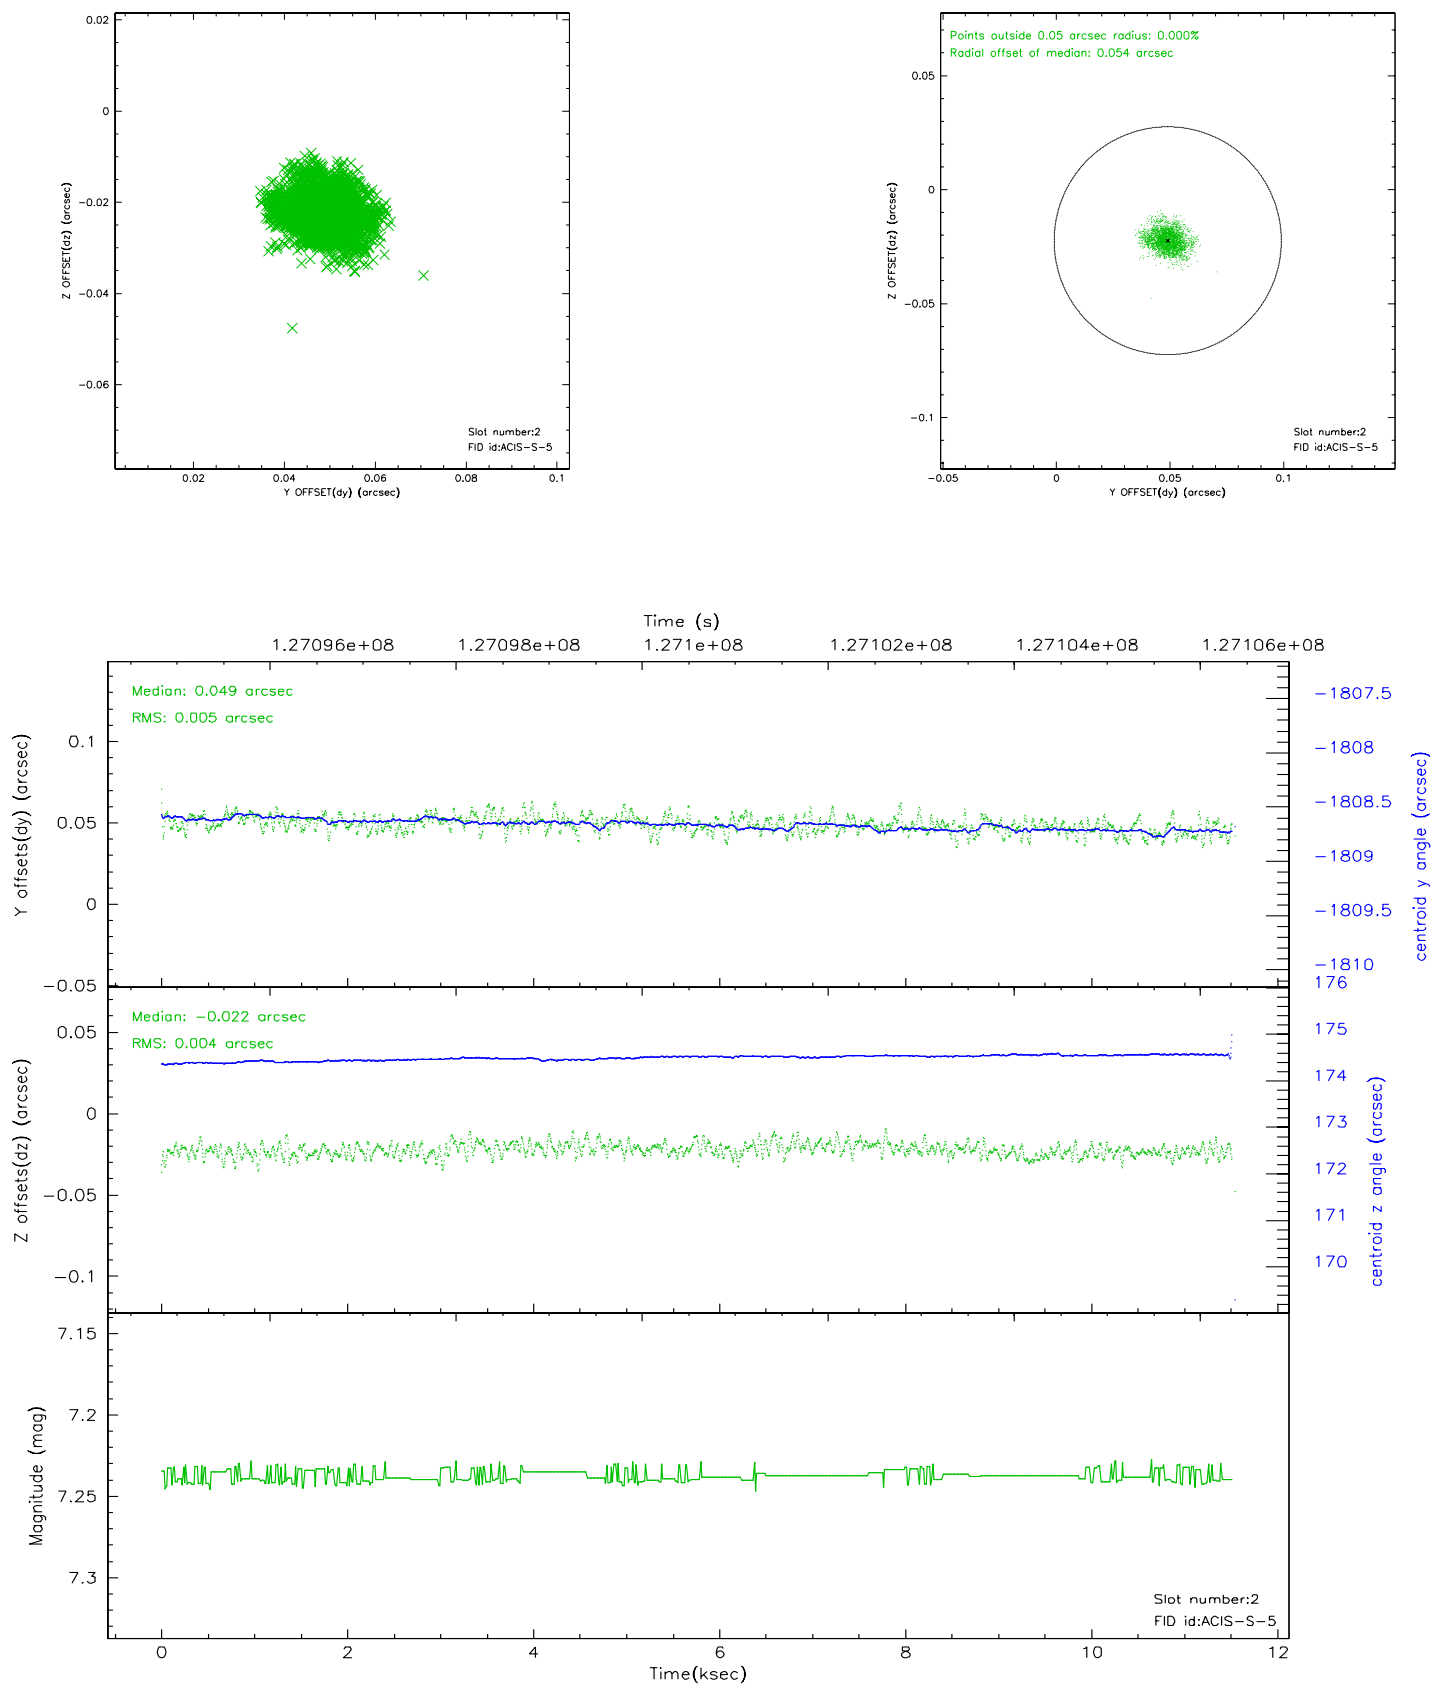 0.02
0
-0.02
-0.04
-0.06
Z OFFSET(dz) (arcsec)
Slot number:2
FID id:ACIS-S-5
0.02 0.04 0.06 0.08 0.1
Y OFFSET(dy) (arcsec)
Points outside 0.05 arcsec radius: 0.000%
Radial offset of median: 0.054 arcsec
0.05
0
-0.05
-0.1
Z OFFSET(dz) (arcsec)
Slot number:2
FID id:ACIS-S-5
-0.05 0 0.05 0.1
Y OFFSET(dy) (arcsec)
Time (s)
1.27096e+08 1.27098e+08 1.271e+08 1.27102e+08 1.27104e+08 1.27106e+08
Median: 0.049 arcsec
RMS: 0.005 arcsec
0.1
0.05
0
-0.05
Y offsets(dy) (arcsec)
-1807.5
-1808
-1808.5
-1809
-1809.5
-1810
centroid y angle (arcsec)
Median: -0.022 arcsec
RMS: 0.004 arcsec
0.05
0
-0.05
-0.1
Z offsets(dz) (arcsec)
176
175
174
173
172
171
170
centroid z angle (arcsec)
7.15
7.2
7.25
7.3
Magnitude (mag)
Slot number:2
FID id:ACIS-S-5
0 2 4 6 8 10 12
Time(ksec)